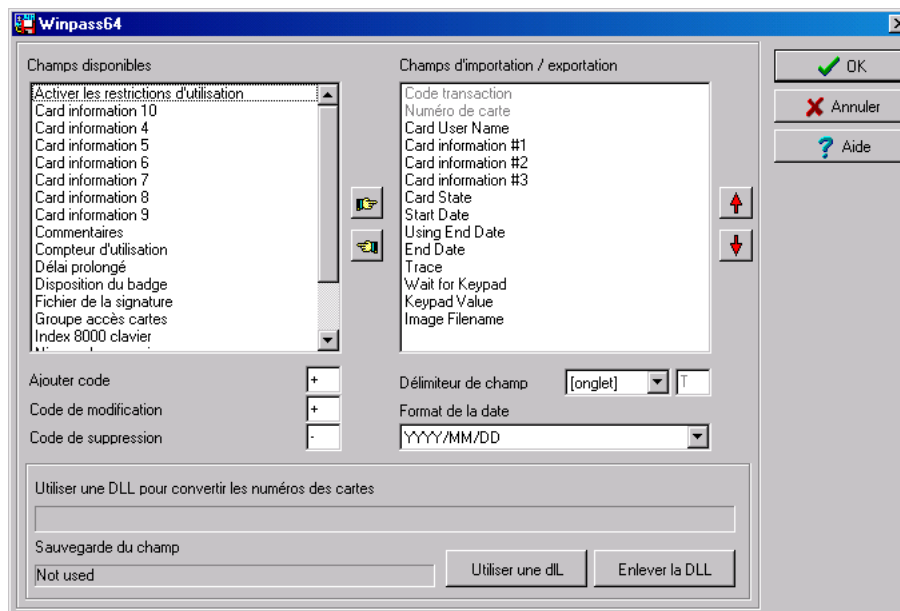 Winpass64
Champs disponibles
Activer les restrictions d'utilisation
Card information 10
Card information 4
Card information 5
Card information 6
Card information 7
Card information 8
Card information 9
Commentaires
Compteur d'utilisation
Délai prolongé
Disposition du badge
Fichier de la signature
Groupe accès cartes
Index 8000 clavier
Champs d'importation / exportation
Code transaction
Numéro de carte
Card User Name
Card information #1
Card information #2
Card information #3
Card State
Start Date
Using End Date
End Date
Trace
Wait for Keypad
Keypad Value
Image Filename
OK
Annuler
Aide
Ajouter code +
Code de modification +
Code de suppression -
Délimiteur de champ [onglet] T
Format de la date
YYYY/MM/DD
Utiliser une DLL pour convertir les numéros des cartes
Sauvegarde du champ
Not used
Utiliser une dlL
Enlever la DLL